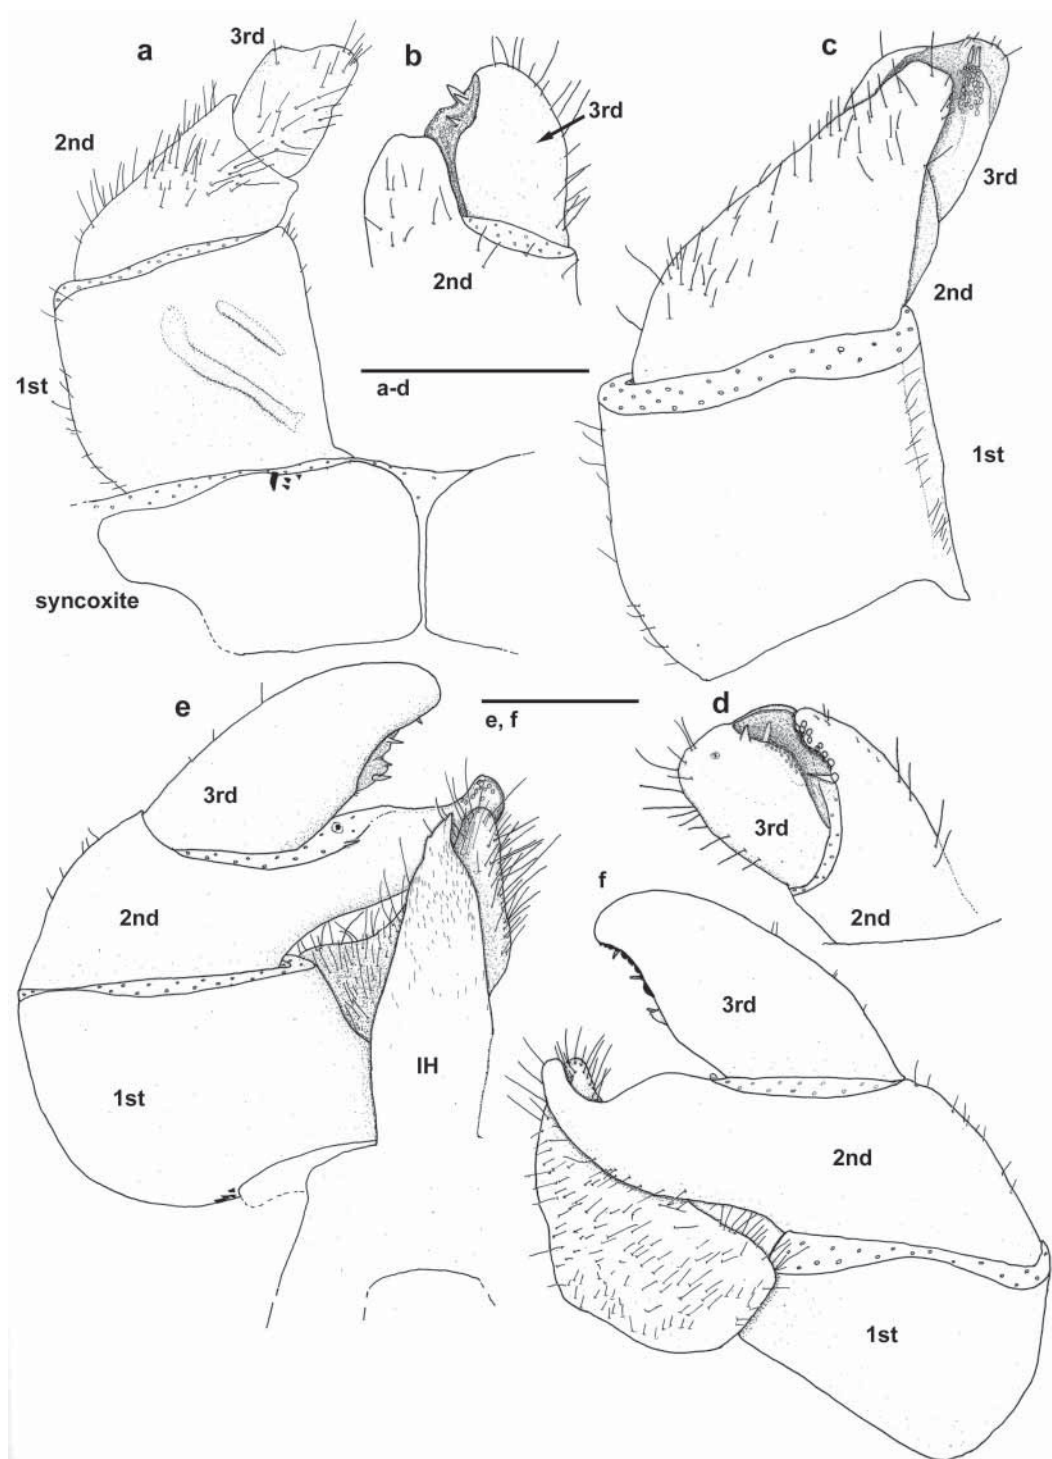 a
3rd
2nd
1st
syncoxite
b
3rd
2nd
a-d
c
3rd
2nd
1st
e
3rd
2nd
1st
IH
e, f
d
3rd
2nd
f
3rd
2nd
1st